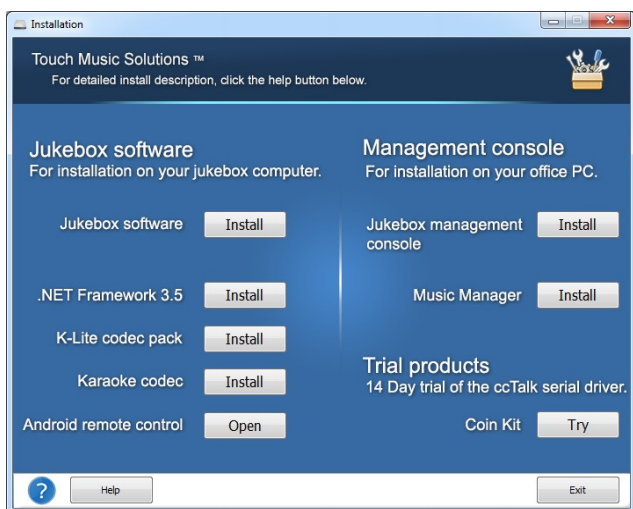 Installation
Touch Music Solutions ™
For detailed install description, click the help button below.
Jukebox software
For installation on your jukebox computer.
Jukebox software Install
.NET Framework 3.5 Install
K-Lite codec pack Install
Karaoke codec Install
Android remote control Open
Management console
For installation on your office PC.
Jukebox management Install
console
Music Manager Install
Trial products
14 Day trial of the ccTalk serial driver.
Coin Kit Try
? Help Exit